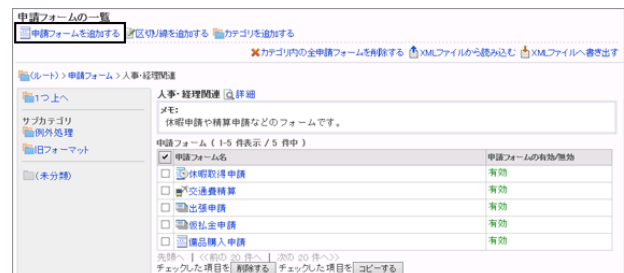 申請フォームの一覧
申請フォームを追加する 区切り線を追加する カテゴリを追加する
カテゴリ内の全申請フォームを削除する XMLファイルから読み込む XMLファイルへ書き出す
(ルート) > 申請フォーム > 人事・経理関連
1つ上へ
サブカテゴリ
例外処理
旧フォーマット
(未分類)
人事・経理関連 詳細
メモ:
休暇申請や精算申請などのフォームです。
申請フォーム ( 1-5 件表示 / 5 件中 )
申請フォーム名 申請フォームの有効/無効
休暇取得申請 有効
交通費精算 有効
出張申請 有効
仮払金申請 有効
備品購入申請 有効
先頭へ | <<前の 20 件へ | 次の 20 件へ>>
チェックした項目を 削除する チェックした項目を コピーする